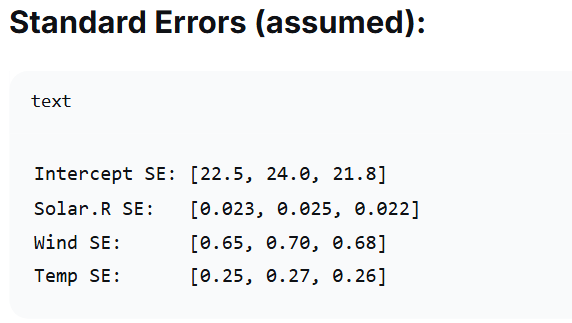 Standard Errors (assumed):
text
Intercept SE: [22.5, 24.0, 21.8]
Solar.R SE:   [0.023, 0.025, 0.022]
Wind SE:      [0.65, 0.70, 0.68]
Temp SE:      [0.25, 0.27, 0.26]